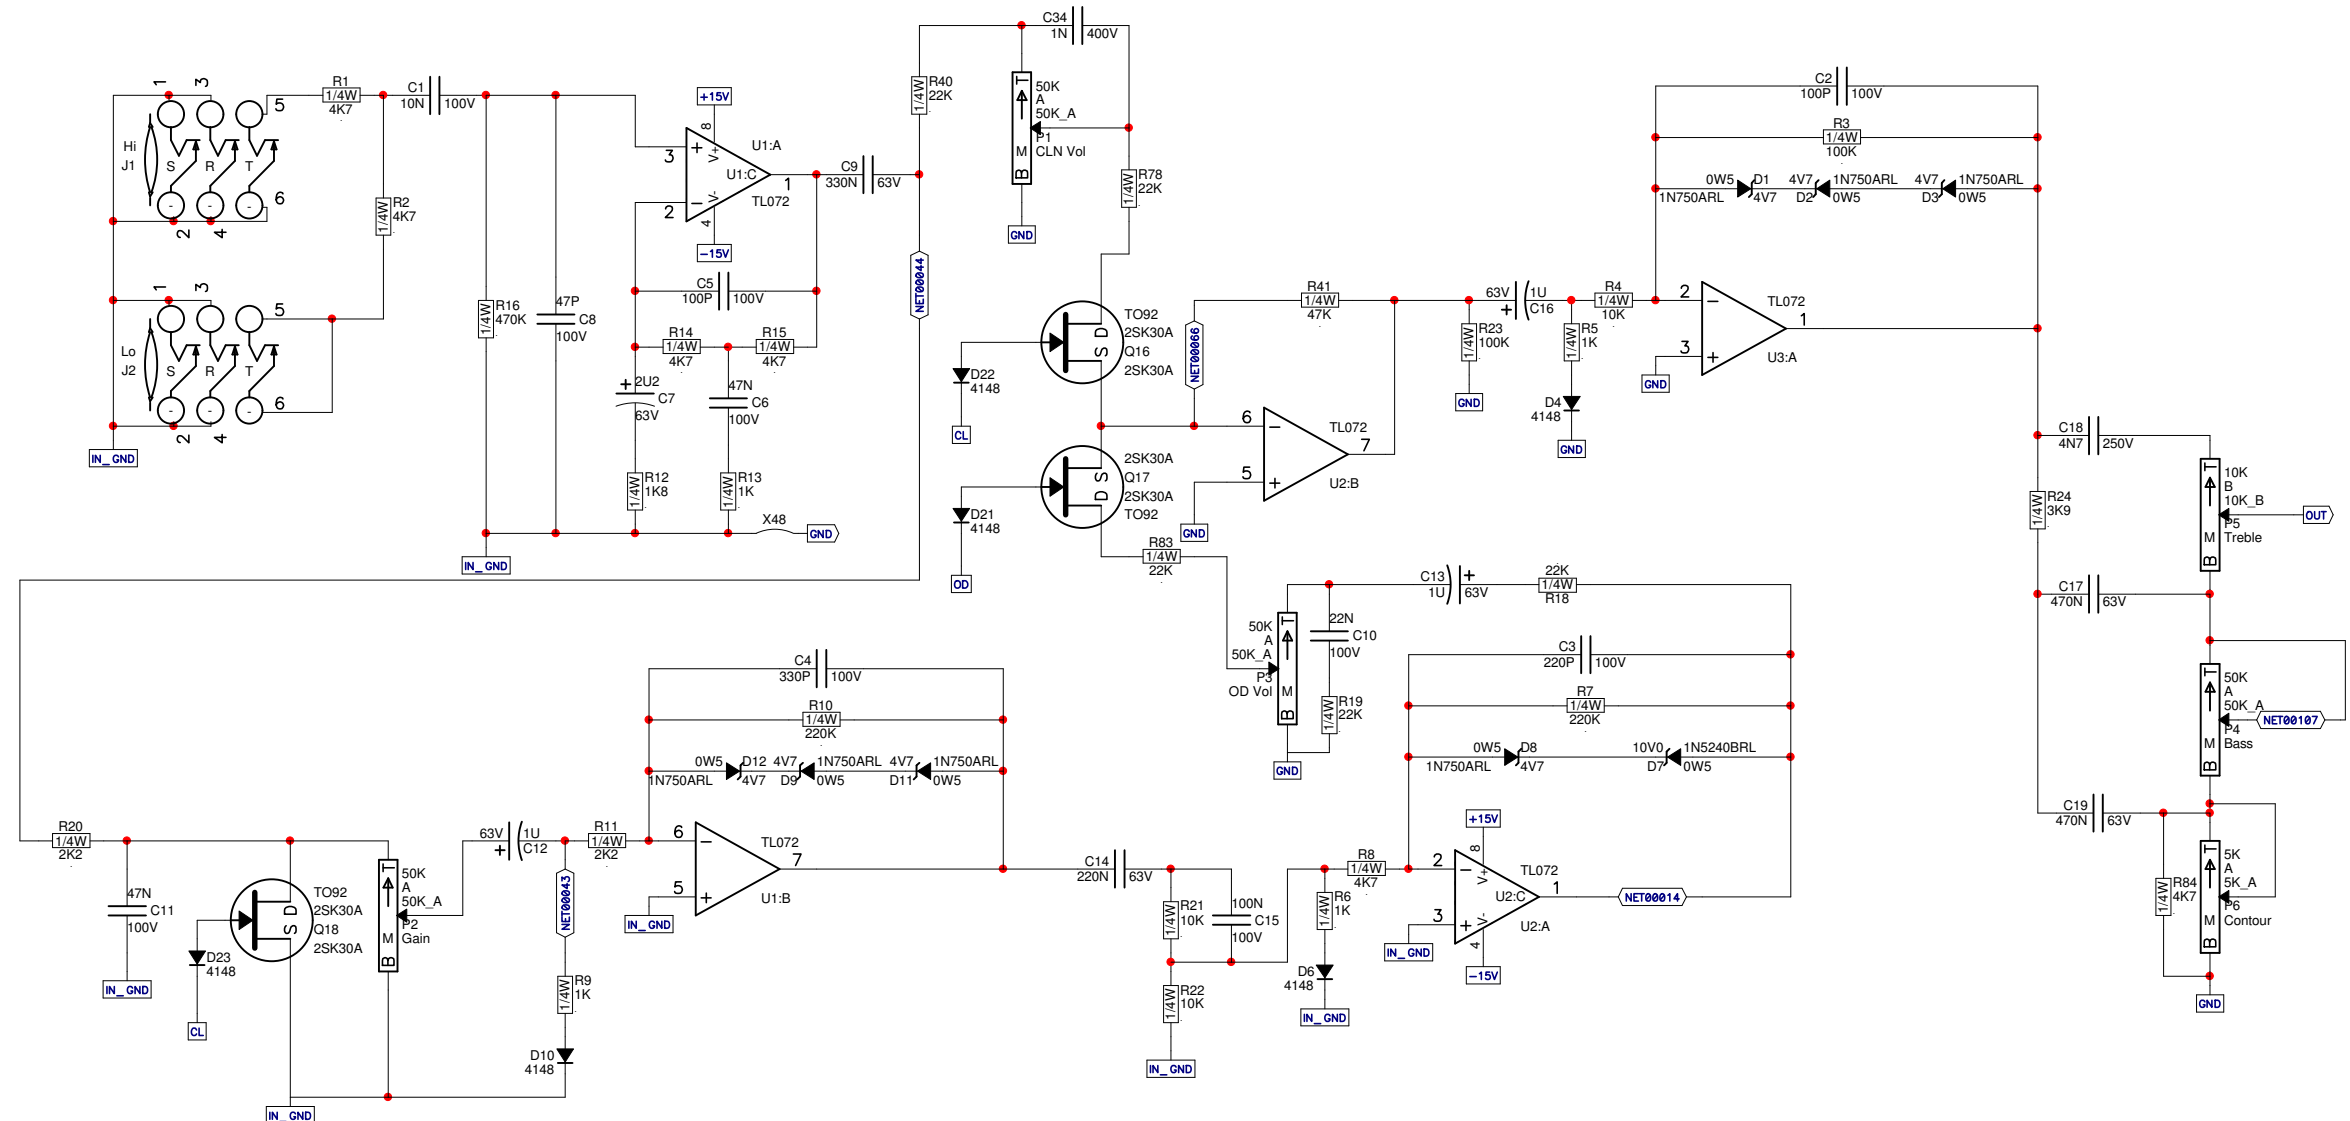 Hi
J1
1
3
S
R
T
5
6
2
4
Lo
J2
1
3
S
R
T
5
6
2
4
IN_GND
R1
1/4W
4K7
R2
1/4W
4K7
C1
10N
100V
R16
1/4W
470K
47P
C8
100V
IN_GND
+15V
8
V+
3
2
U1:A
U1:C
1
TL072
V-
4
-15V
C5
100P
100V
R14
1/4W
4K7
R15
1/4W
4K7
2U2
C7
63V
47N
C6
100V
R12
1/4W
1K8
R13
1/4W
1K
X48
GND
C9
330N
63V
R40
1/4W
22K
NET00044
C34
1N
400V
T
50K
A
50K_A
P1
CLN Vol
M
B
GND
R78
1/4W
22K
D22
4148
CL
TO92
2SK30A
Q16
2SK30A
D
S
D21
4148
OD
2SK30A
Q17
2SK30A
TO92
S
D
R83
1/4W
22K
NET00066
R41
1/4W
47K
6
5
TL072
7
U2:B
GND
R23
1/4W
100K
GND
63V
1U
C16
R4
1/4W
10K
R5
1/4W
1K
D4
4148
GND
C2
100P
100V
R3
1/4W
100K
0W5
D1
1N750ARL
4V7
4V7
1N750ARL
D2
0W5
4V7
1N750ARL
D3
0W5
2
3
TL072
1
U3:A
GND
C18
4N7
250V
R24
1/4W
3K9
T
10K
B
10K_B
P5
Treble
M
B
OUT
C17
470N
63V
T
50K
A
50K_A
P4
Bass
M
B
NET00107
C19
470N
63V
R84
1/4W
4K7
T
5K
A
5K_A
P6
Contour
M
B
GND
R20
1/4W
2K2
47N
C11
100V
IN_GND
TO92
2SK30A
Q18
2SK30A
D
S
D23
4148
CL
IN_GND
T
50K
A
50K_A
P2
Gain
M
B
63V
1U
C12
NET00043
R9
1/4W
1K
D10
4148
R11
1/4W
2K2
C4
330P
100V
R10
1/4W
220K
0W5
D12
1N750ARL
4V7
4V7
1N750ARL
D9
0W5
4V7
1N750ARL
D11
0W5
6
5
TL072
7
U1:B
IN_GND
C14
220N
63V
R21
1/4W
10K
100N
C15
100V
R22
1/4W
10K
IN_GND
R6
1/4W
1K
D6
4148
IN_GND
R8
1/4W
4K7
T
50K
A
50K_A
P3
OD Vol
M
B
GND
22N
C10
100V
R19
1/4W
22K
C13
1U
63V
22K
1/4W
R18
C3
220P
100V
R7
1/4W
220K
0W5
D8
1N750ARL
4V7
10V0
1N5240BRL
D7
0W5
+15V
8
V+
2
3
TL072
U2:C
1
U2:A
V-
4
-15V
IN_GND
NET00014